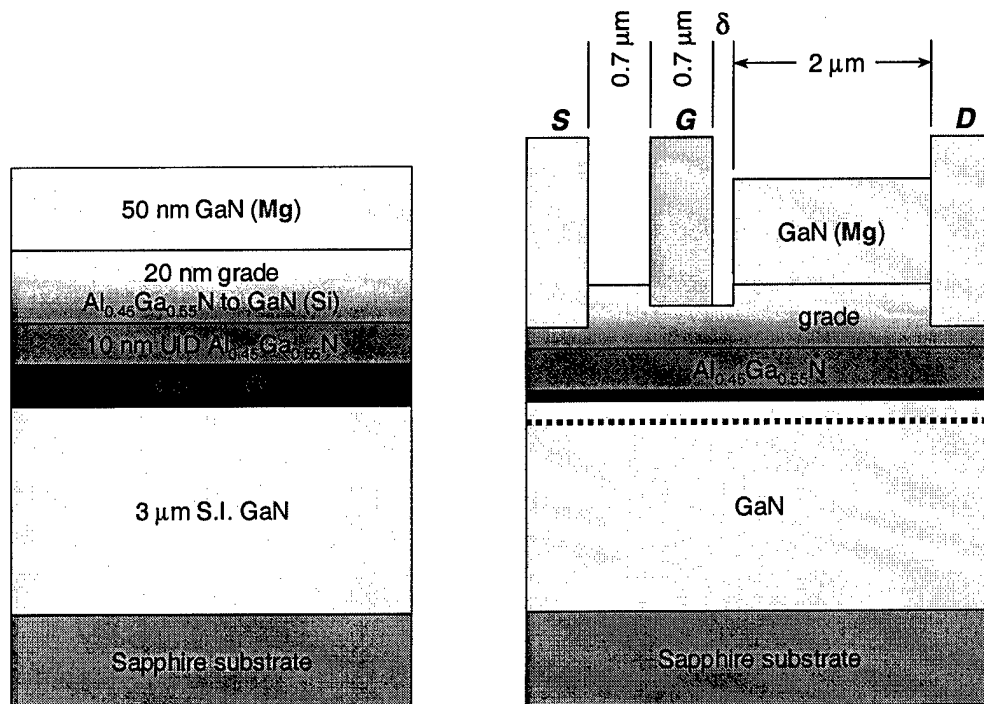 50 nm GaN (Mg)
20 nm grade
Al0.45Ga0.55N to GaN (Si)
10 nm UID Al0.45Ga0.55N
3 µm S.I. GaN
Sapphire substrate
0.7 µm
0.7 µm
δ
2 µm
S
G
D
GaN (Mg)
grade
Al0.45Ga0.55N
GaN
Sapphire substrate